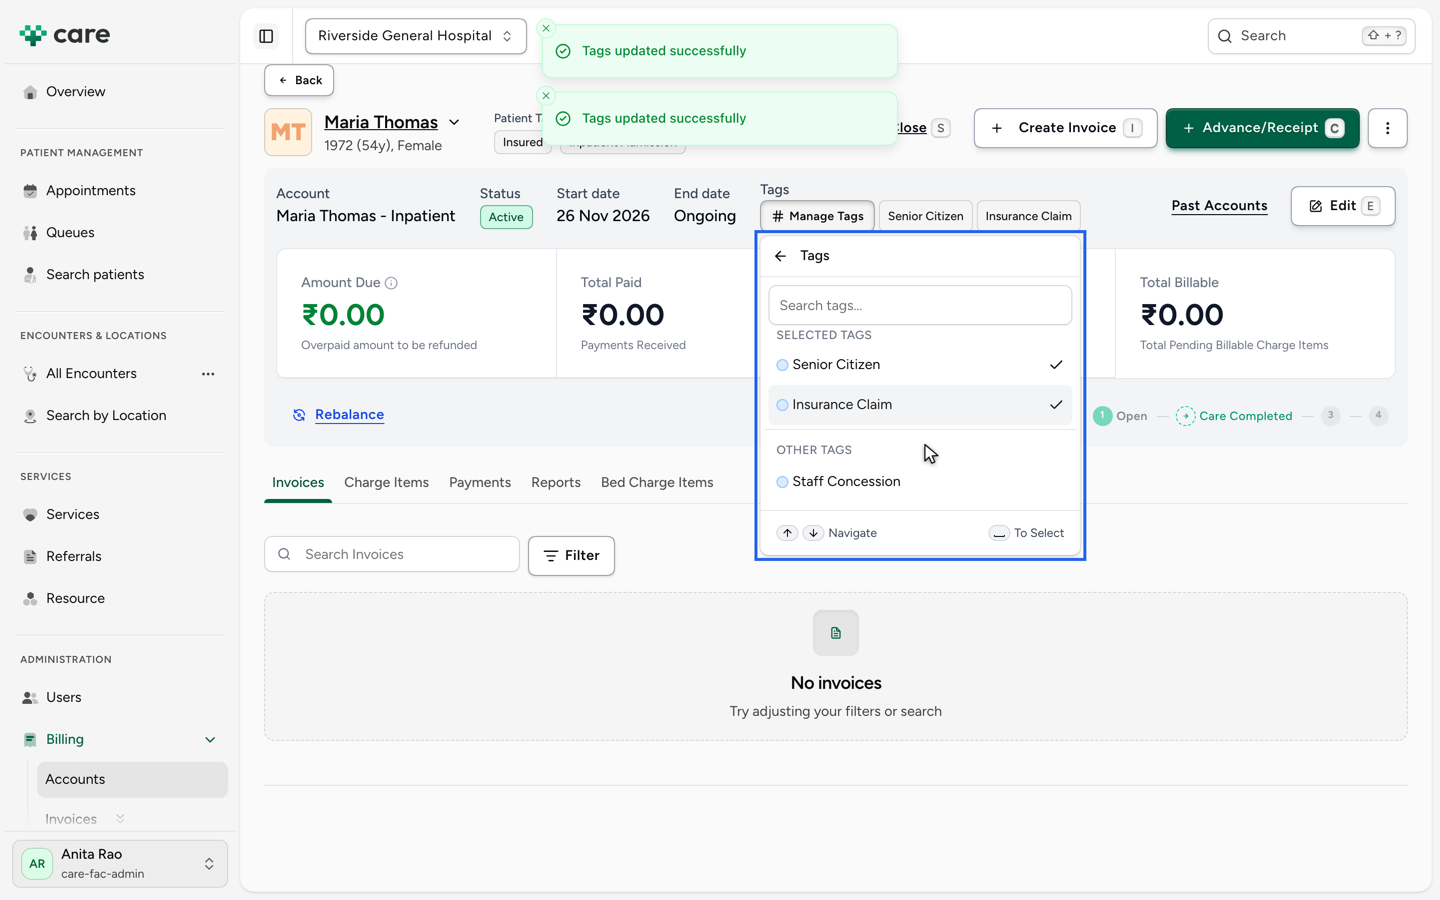 care
Riverside General Hospital
Search
+ ?
Tags updated successfully
Tags updated successfully
Back
MT
Maria Thomas
1972 (54y), Female
Patient T
Insured
lose
S
+ Create Invoice I
+ Advance/Receipt C
Account
Maria Thomas - Inpatient
Status
Active
Start date
26 Nov 2026
End date
Ongoing
Tags
# Manage Tags
Senior Citizen
Insurance Claim
Past Accounts
Edit E
Amount Due
₹0.00
Overpaid amount to be refunded
Total Paid
₹0.00
Payments Received
Total Billable
₹0.00
Total Pending Billable Charge Items
Tags
Search tags...
SELECTED TAGS
Senior Citizen
Insurance Claim
OTHER TAGS
Staff Concession
Navigate
To Select
Rebalance
1 Open
Care Completed
3
4
Invoices
Charge Items
Payments
Reports
Bed Charge Items
Search Invoices
Filter
No invoices
Try adjusting your filters or search
Overview
PATIENT MANAGEMENT
Appointments
Queues
Search patients
ENCOUNTERS & LOCATIONS
All Encounters
Search by Location
SERVICES
Services
Referrals
Resource
ADMINISTRATION
Users
Billing
Accounts
Invoices
AR
Anita Rao
care-fac-admin